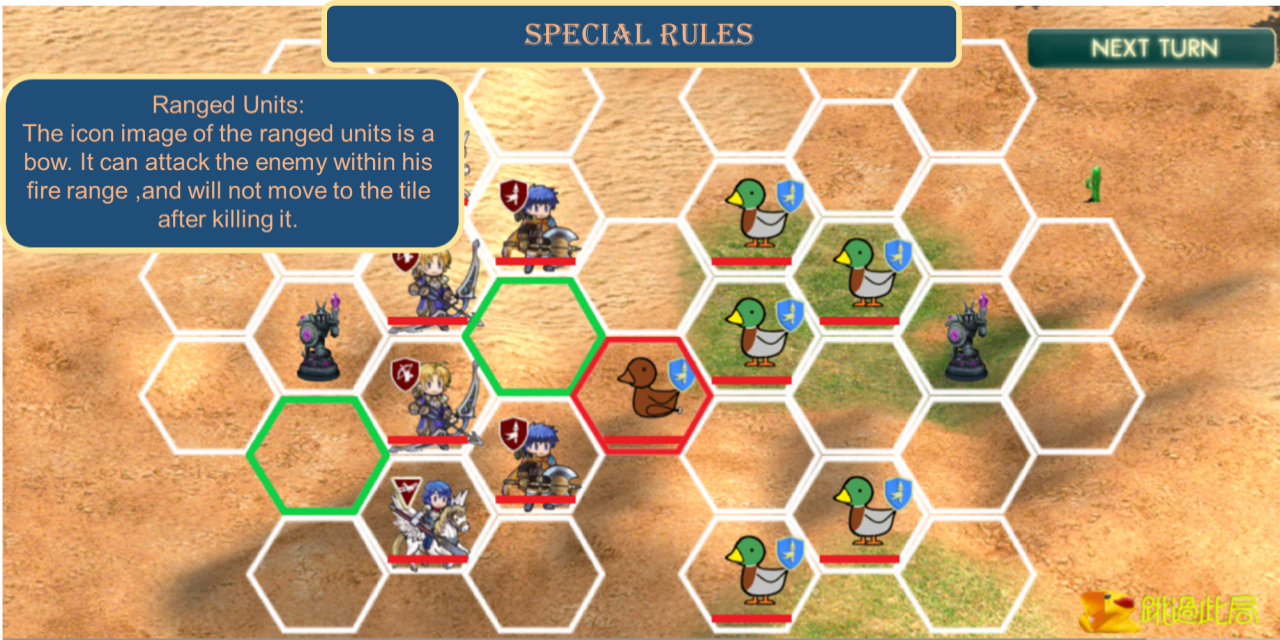 SPECIAL RULES
NEXT TURN
Ranged Units:
The icon image of the ranged units is a
bow. It can attack the enemy within his
fire range ,and will not move to the tile
after killing it.
跳過此局